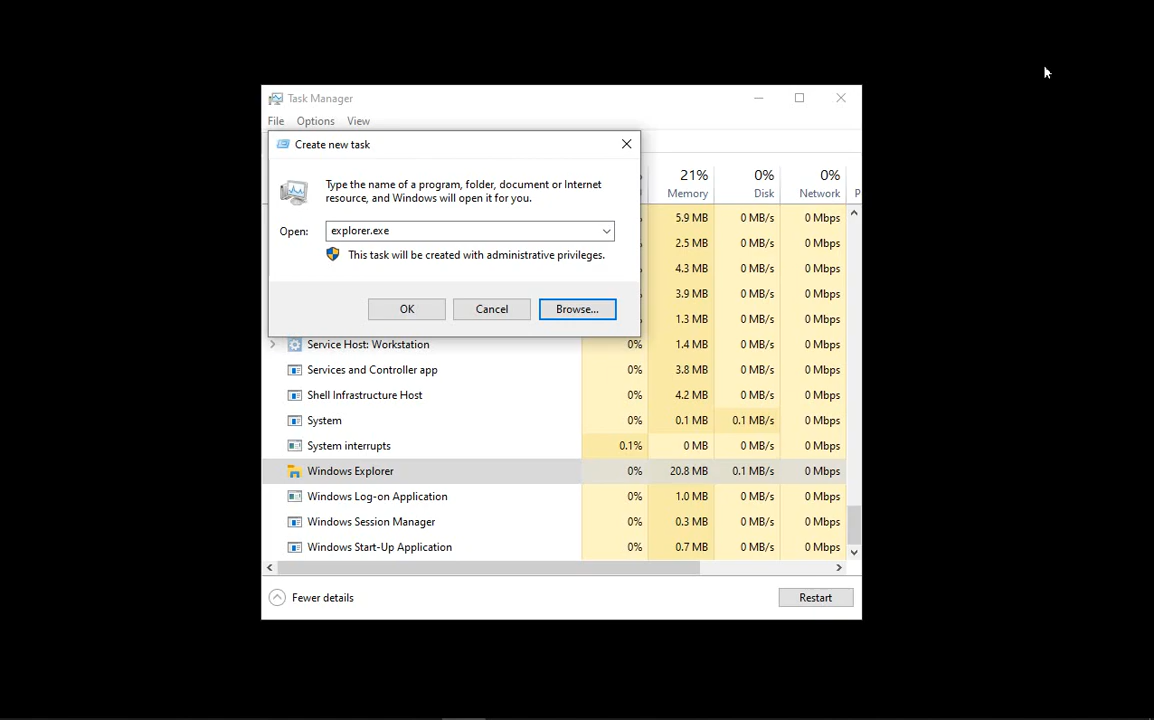 Task Manager
File Options View
Create new task
Type the name of a program, folder, document or Internet
resource, and Windows will open it for you.
Open: explorer.exe
This task will be created with administrative privileges.
OK Cancel Browse...
21% 0% 0%
Memory Disk Network P
5.9 MB 0 MB/s 0 Mbps
2.5 MB 0 MB/s 0 Mbps
4.3 MB 0 MB/s 0 Mbps
3.9 MB 0 MB/s 0 Mbps
1.3 MB 0 MB/s 0 Mbps
Service Host: Workstation 0% 1.4 MB 0 MB/s 0 Mbps
Services and Controller app 0% 3.8 MB 0 MB/s 0 Mbps
Shell Infrastructure Host 0% 4.2 MB 0 MB/s 0 Mbps
System 0% 0.1 MB 0.1 MB/s 0 Mbps
System interrupts 0.1% 0 MB 0 MB/s 0 Mbps
Windows Explorer 0% 20.8 MB 0.1 MB/s 0 Mbps
Windows Log-on Application 0% 1.0 MB 0 MB/s 0 Mbps
Windows Session Manager 0% 0.3 MB 0 MB/s 0 Mbps
Windows Start-Up Application 0% 0.7 MB 0 MB/s 0 Mbps
Fewer details Restart